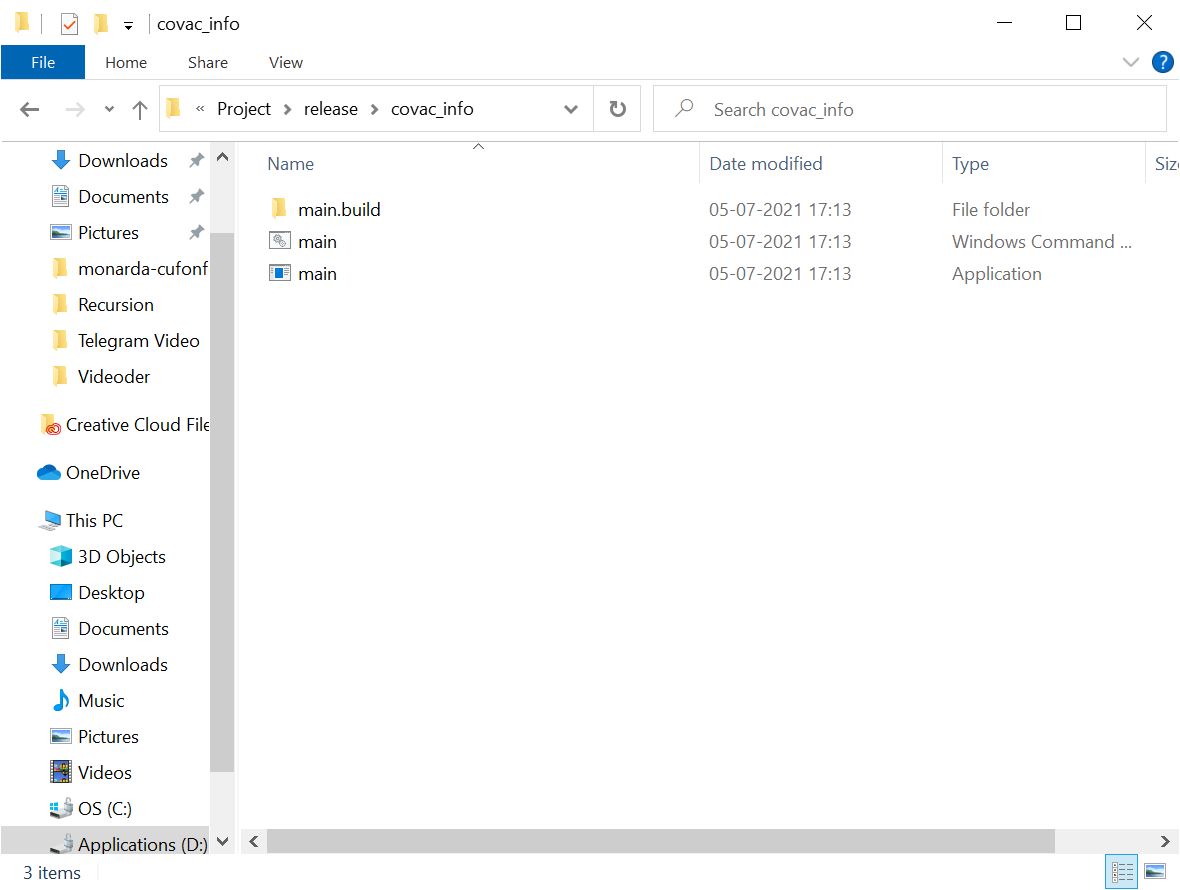 covac_info
File Home Share View
?
« Project > release > covac_info
Search covac_info
Name Date modified Type Siz
main.build 05-07-2021 17:13 File folder
main 05-07-2021 17:13 Windows Command ...
main 05-07-2021 17:13 Application
Downloads
Documents
Pictures
monarda-cufonf
Recursion
Telegram Video
Videoder
Creative Cloud File
OneDrive
This PC
3D Objects
Desktop
Documents
Downloads
Music
Pictures
Videos
OS (C:)
Applications (D:)
3 items